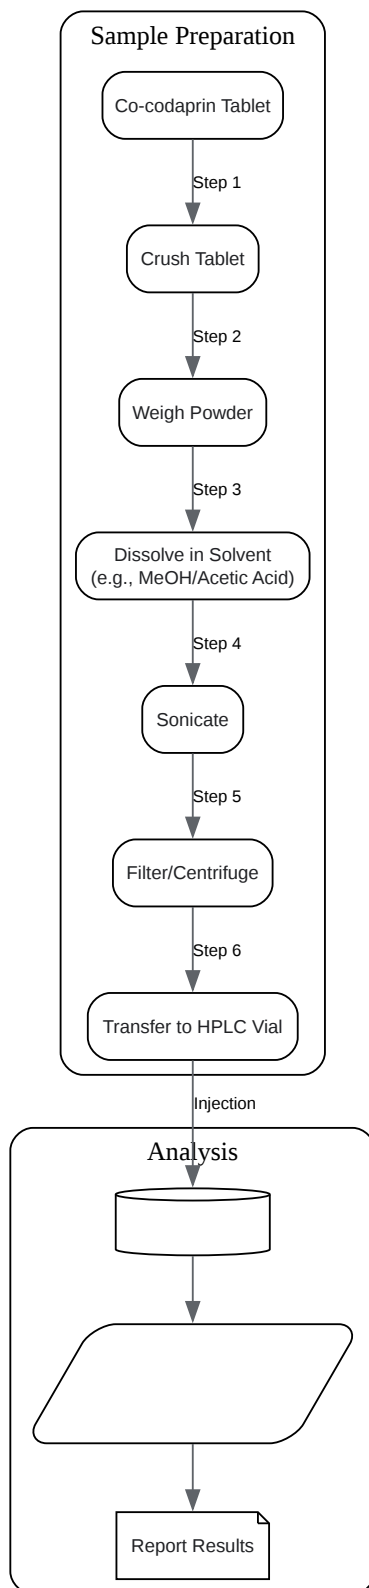 Sample Preparation
Co-codaprin Tablet
Step 1
Crush Tablet
Step 2
Weigh Powder
Step 3
Dissolve in Solvent
(e.g., MeOH/Acetic Acid)
Step 4
Sonicate
Step 5
Filter/Centrifuge
Step 6
Transfer to HPLC Vial
Injection
Analysis
Report Results